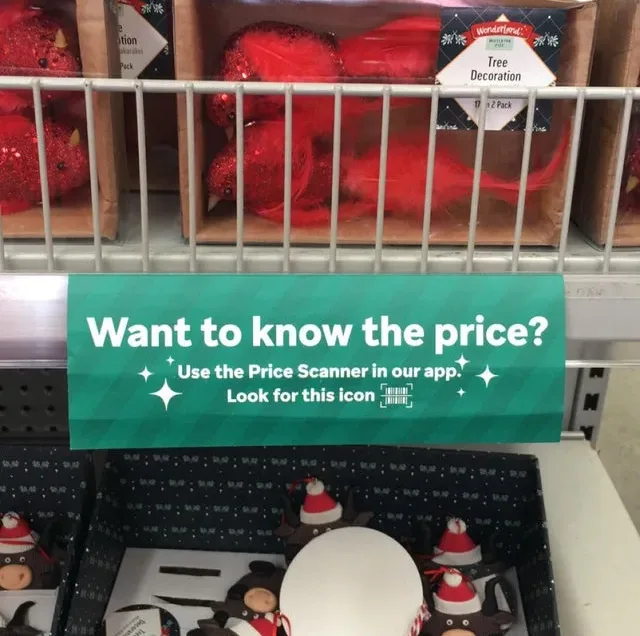 Wonderland
Tree
Decoration
2 Pack
Pack
Want to know the price?
Use the Price Scanner in our app.
Look for this icon